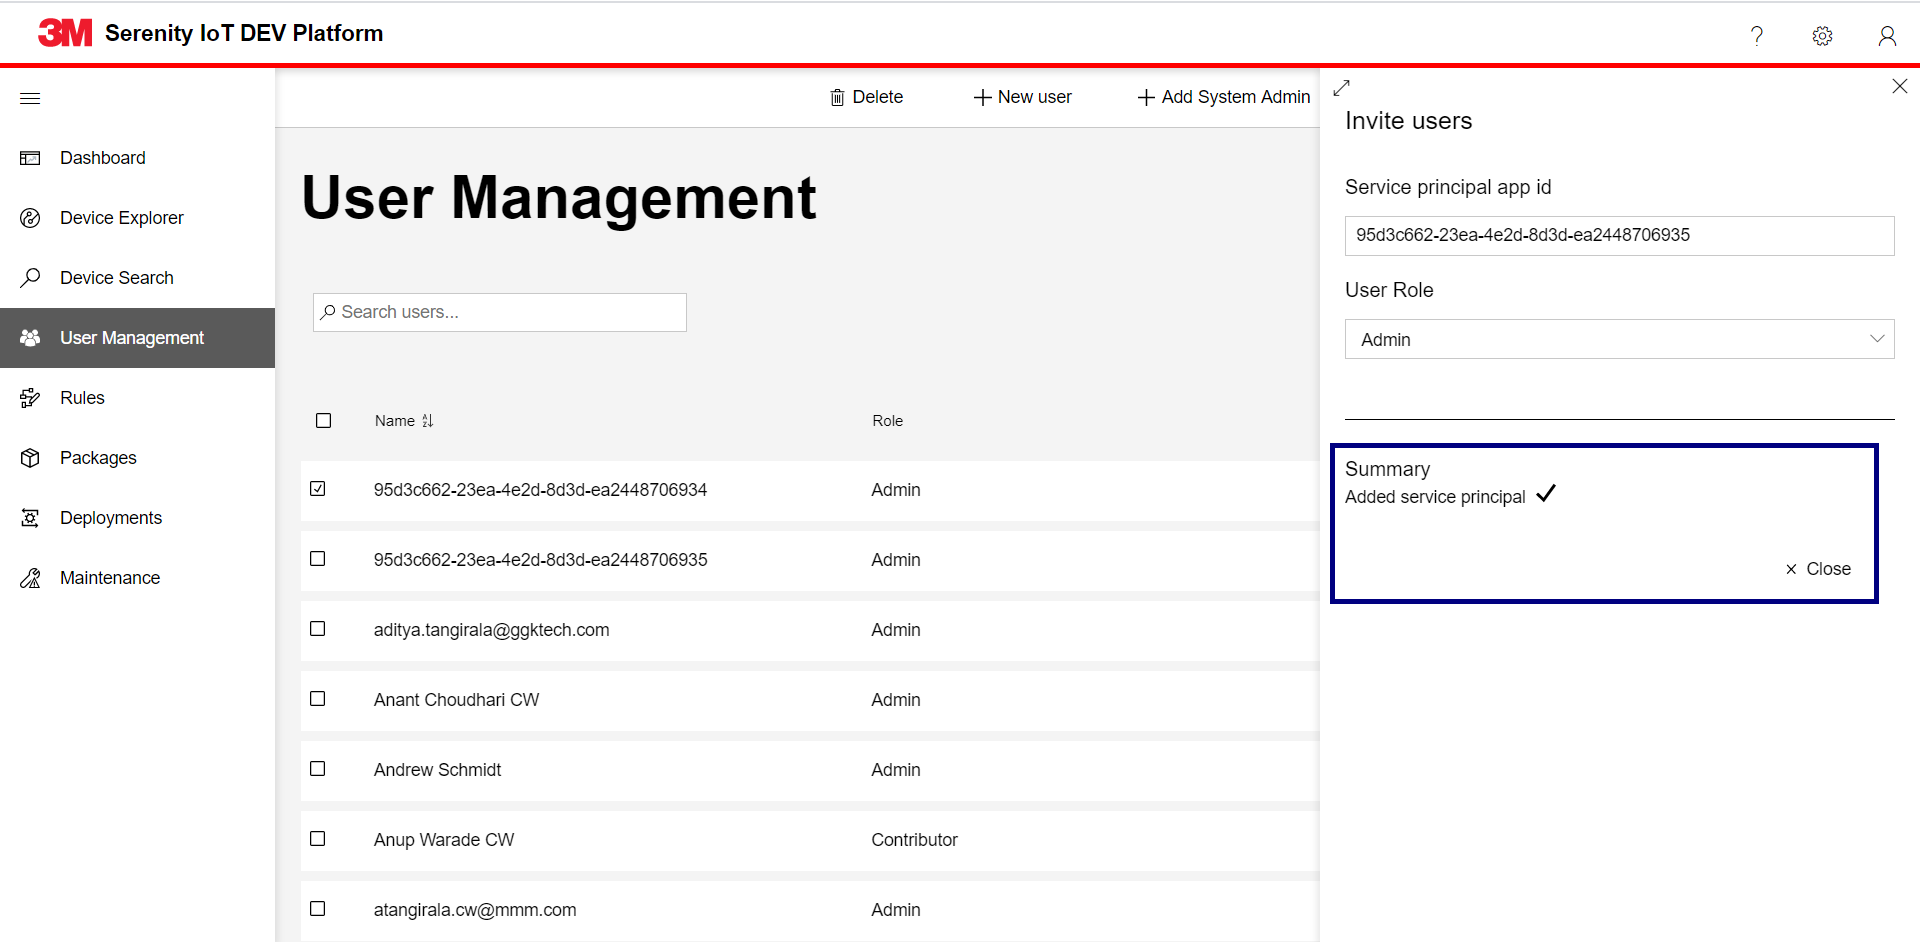 3M Serenity IoT DEV Platform
Dashboard
Device Explorer
Device Search
User Management
Rules
Packages
Deployments
Maintenance
Delete
New user
Add System Admin
User Management
Search users...
Name
Role
95d3c662-23ea-4e2d-8d3d-ea2448706934 Admin
95d3c662-23ea-4e2d-8d3d-ea2448706935 Admin
aditya.tangirala@ggktech.com Admin
Anant Choudhari CW Admin
Andrew Schmidt Admin
Anup Warade CW Contributor
atangirala.cw@mmm.com Admin
Invite users
Service principal app id
95d3c662-23ea-4e2d-8d3d-ea2448706935
User Role
Admin
Summary
Added service principal
Close